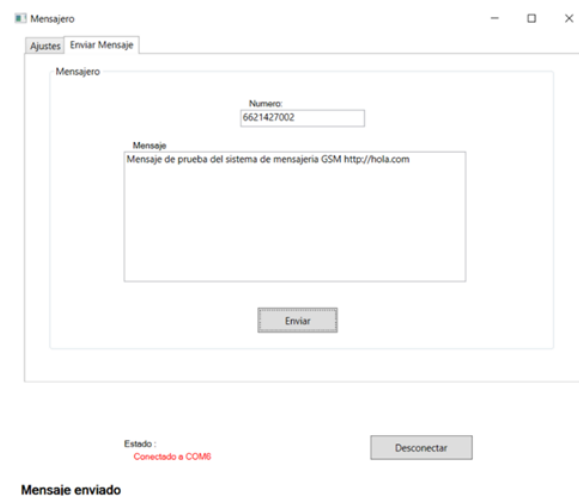 Mensajero
Ajustes Enviar Mensaje
Mensajero
Numero:
6621427002
Mensaje
Mensaje de prueba del sistema de mensajeria GSM http://hola.com
Enviar
Estado :
Conectado a COM6
Desconectar
Mensaje enviado